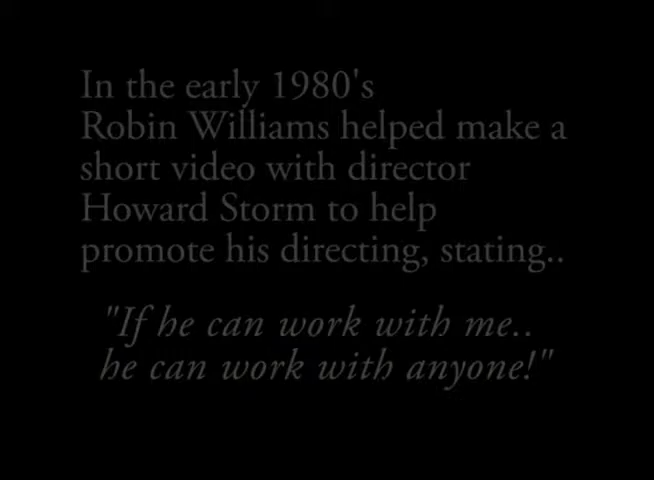 In the early 1980's
Robin Williams helped make a
short video with director
Howard Storm to help
promote his directing, stating..
"If he can work with me..
he can work with anyone!"